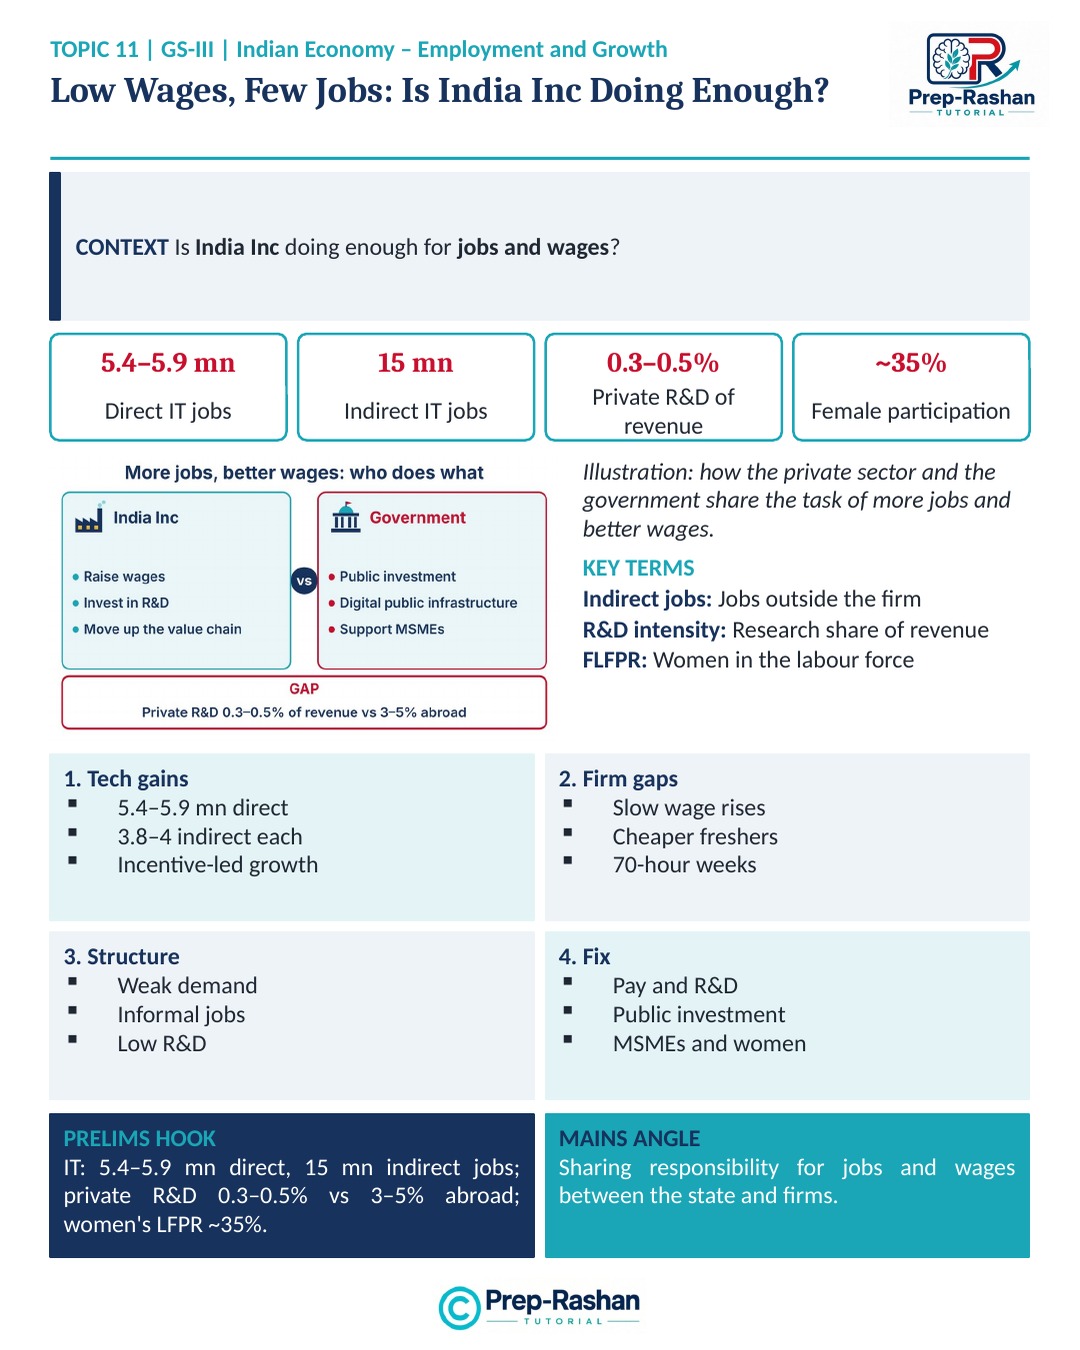 TOPIC 11 | GS-III | Indian Economy – Employment and Growth
Low Wages, Few Jobs: Is India Inc Doing Enough?
Prep-Rashan
TUTORIAL
CONTEXT Is India Inc doing enough for jobs and wages?
5.4–5.9 mn
Direct IT jobs
15 mn
Indirect IT jobs
0.3–0.5%
Private R&D of
revenue
~35%
Female participation
More jobs, better wages: who does what
India Inc
• Raise wages
• Invest in R&D
• Move up the value chain
vs
Government
• Public investment
• Digital public infrastructure
• Support MSMEs
GAP
Private R&D 0.3–0.5% of revenue vs 3–5% abroad
Illustration: how the private sector and the
government share the task of more jobs and
better wages.
KEY TERMS
Indirect jobs: Jobs outside the firm
R&D intensity: Research share of revenue
FLFPR: Women in the labour force
1. Tech gains
▪ 5.4–5.9 mn direct
▪ 3.8–4 indirect each
▪ Incentive-led growth
2. Firm gaps
▪ Slow wage rises
▪ Cheaper freshers
▪ 70-hour weeks
3. Structure
▪ Weak demand
▪ Informal jobs
▪ Low R&D
4. Fix
▪ Pay and R&D
▪ Public investment
▪ MSMEs and women
PRELIMS HOOK
IT: 5.4–5.9 mn direct, 15 mn indirect jobs;
private R&D 0.3–0.5% vs 3–5% abroad;
women's LFPR ~35%.
MAINS ANGLE
Sharing responsibility for jobs and wages
between the state and firms.
© Prep-Rashan
TUTORIAL